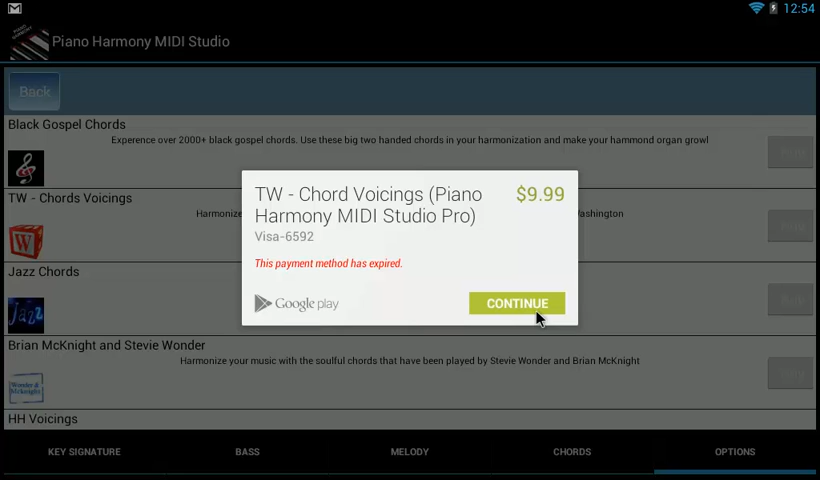 12:54
Piano Harmony MIDI Studio
Back
Black Gospel Chords
Experence over 2000+ black gospel chords. Use these big two handed chords in your harmonization and make your hammond organ growl
TW - Chords Voicings
Harmonize
Washington
Jazz Chords
TW - Chord Voicings (Piano
Harmony MIDI Studio Pro)
$9.99
Visa-6592
This payment method has expired.
Google play
CONTINUE
Jazz
Brian McKnight and Stevie Wonder
Harmonize your music with the soulful chords that have been played by Stevie Wonder and Brian McKnight
HH Voicings
KEY SIGNATURE
BASS
MELODY
CHORDS
OPTIONS